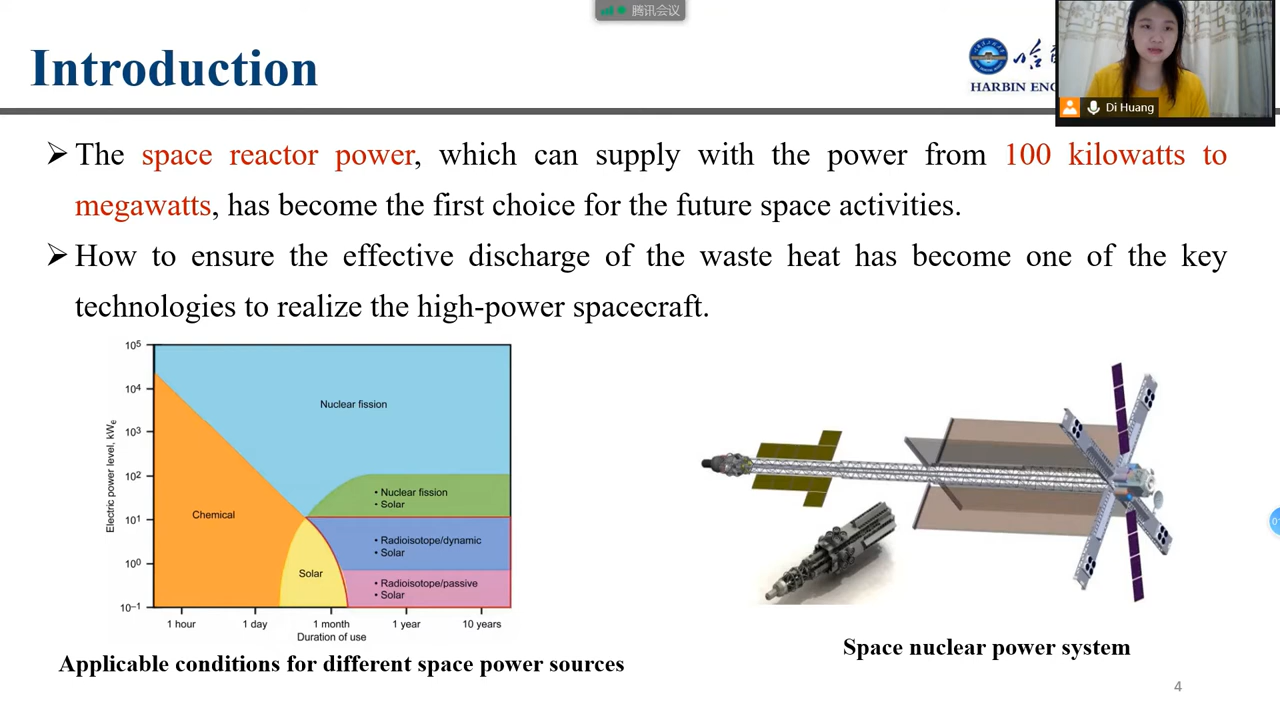 腾讯会议
Introduction
HARBIN
Di Huang
➢ The space reactor power, which can supply with the power from 100 kilowatts to
megawatts, has become the first choice for the future space activities.
➢ How to ensure the effective discharge of the waste heat has become one of the key
technologies to realize the high-power spacecraft.
Electric power level, kWe
10⁵
10⁴
10³
10²
10¹
10⁰
10⁻¹
Nuclear fission
Chemical
• Nuclear fission
• Solar
• Radioisotope/dynamic
• Solar
Solar
• Radioisotope/passive
• Solar
1 hour 1 day 1 month 1 year 10 years
Duration of use
Applicable conditions for different space power sources
Space nuclear power system
4